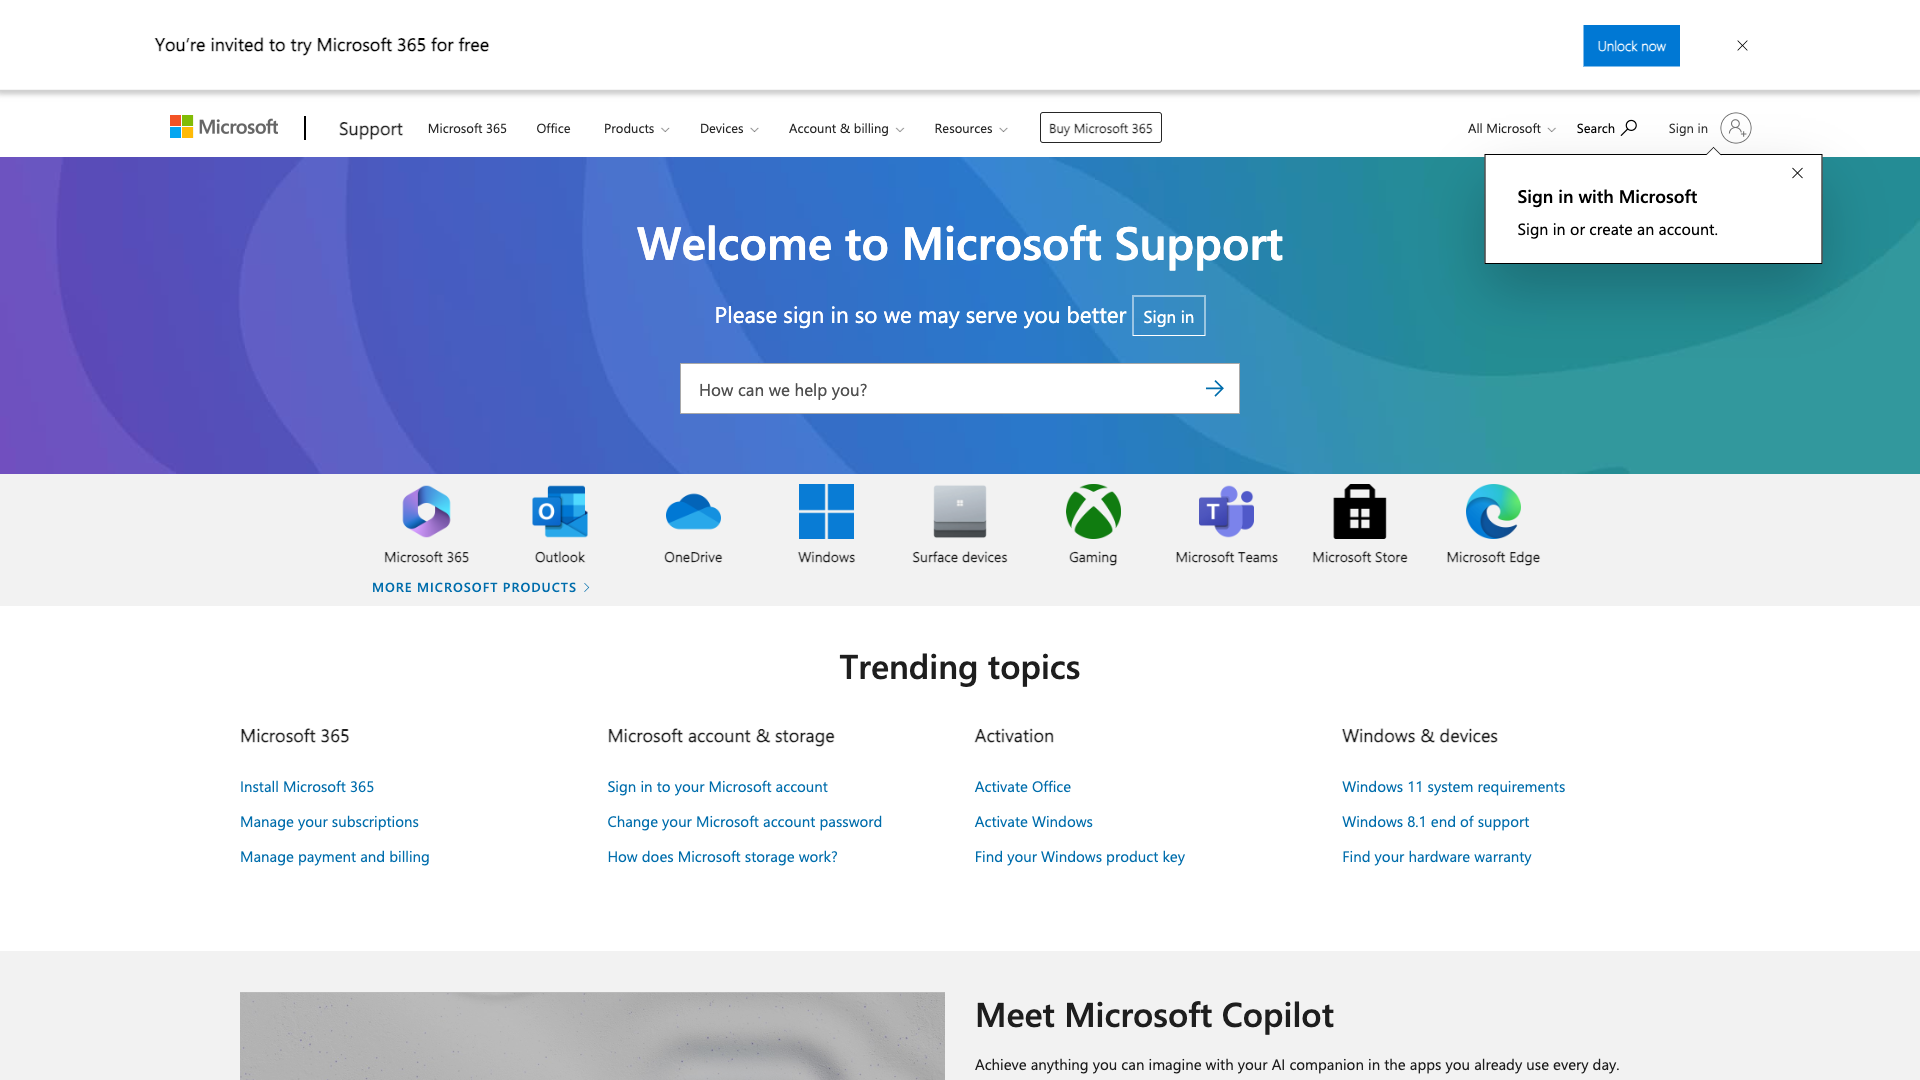 You're invited to try Microsoft 365 for free
Unlock now
Microsoft
Support
Microsoft 365
Office
Products
Devices
Account & billing
Resources
Buy Microsoft 365
All Microsoft
Search
Sign in
Sign in with Microsoft
Sign in or create an account.
Welcome to Microsoft Support
Please sign in so we may serve you better
Sign in
How can we help you?
Microsoft 365
Outlook
OneDrive
Windows
Surface devices
Gaming
Microsoft Teams
Microsoft Store
Microsoft Edge
MORE MICROSOFT PRODUCTS
Trending topics
Microsoft 365
Install Microsoft 365
Manage your subscriptions
Manage payment and billing
Microsoft account & storage
Sign in to your Microsoft account
Change your Microsoft account password
How does Microsoft storage work?
Activation
Activate Office
Activate Windows
Find your Windows product key
Windows & devices
Windows 11 system requirements
Windows 8.1 end of support
Find your hardware warranty
Meet Microsoft Copilot
Achieve anything you can imagine with your AI companion in the apps you already use every day.